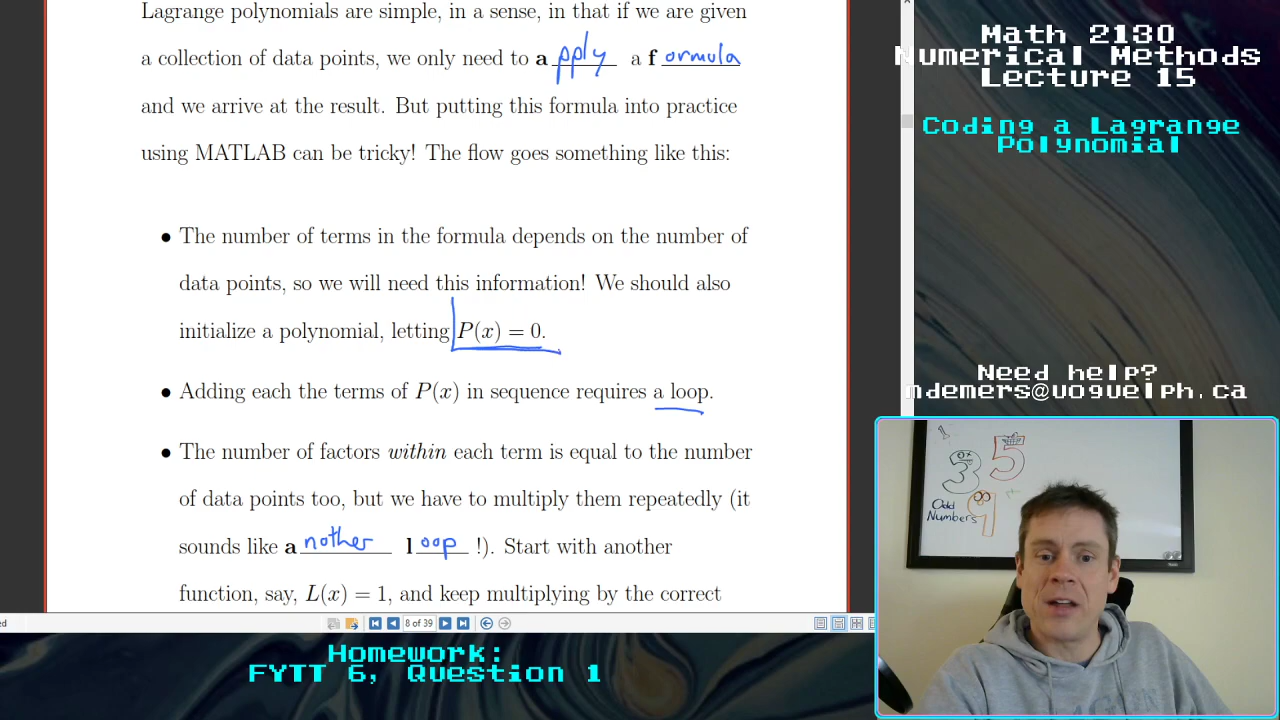 Lagrange polynomials are simple, in a sense, in that if we are given
a collection of data points, we only need to apply a formula
and we arrive at the result. But putting this formula into practice
using MATLAB can be tricky! The flow goes something like this:
• The number of terms in the formula depends on the number of
data points, so we will need this information! We should also
initialize a polynomial, letting P(x) = 0.
• Adding each the terms of P(x) in sequence requires a loop.
• The number of factors within each term is equal to the number
of data points too, but we have to multiply them repeatedly (it
sounds like another loop !). Start with another
function, say, L(x) = 1, and keep multiplying by the correct
8 of 39
Math 2130
Numerical Methods
Lecture 15
Coding a Lagrange
Polynomial
Need help?
ndemers@uoguelph.ca
3 5
9
Odd
Numbers
Homework:
FYTT 6, Question 1